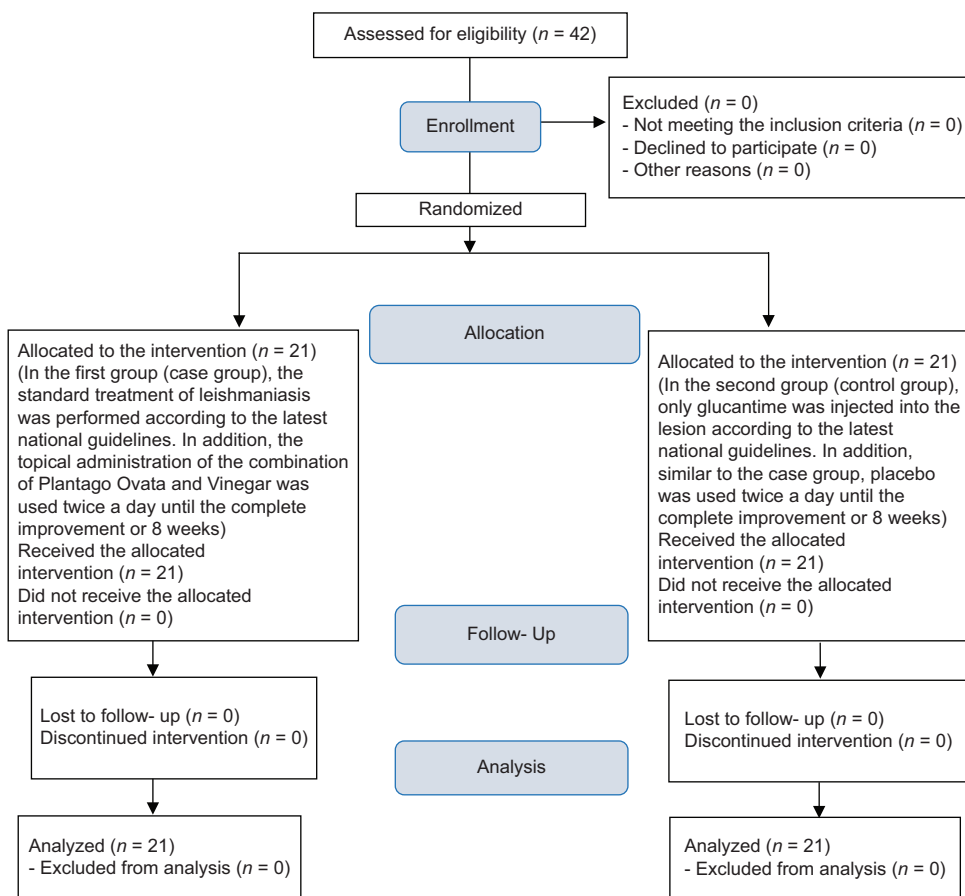 Assessed for eligibility (n = 42)
Enrollment
Excluded (n = 0)
- Not meeting the inclusion criteria (n = 0)
- Declined to participate (n = 0)
- Other reasons (n = 0)
Randomized
Allocation
Allocated to the intervention (n = 21)
(In the first group (case group), the
standard treatment of leishmaniasis
was performed according to the latest
national guidelines. In addition, the
topical administration of the combination
of Plantago Ovata and Vinegar was
used twice a day until the complete
improvement or 8 weeks)
Received the allocated
intervention (n = 21)
Did not receive the allocated
intervention (n = 0)
Allocated to the intervention (n = 21)
(In the second group (control group),
only glucantime was injected into the
lesion according to the latest
national guidelines. In addition,
similar to the case group, placebo
was used twice a day until the
complete improvement or 8 weeks)
Received the allocated
intervention (n = 21)
Did not receive the allocated
intervention (n = 0)
Follow- Up
Lost to follow- up (n = 0)
Discontinued intervention (n = 0)
Lost to follow- up (n = 0)
Discontinued intervention (n = 0)
Analysis
Analyzed (n = 21)
- Excluded from analysis (n = 0)
Analyzed (n = 21)
- Excluded from analysis (n = 0)